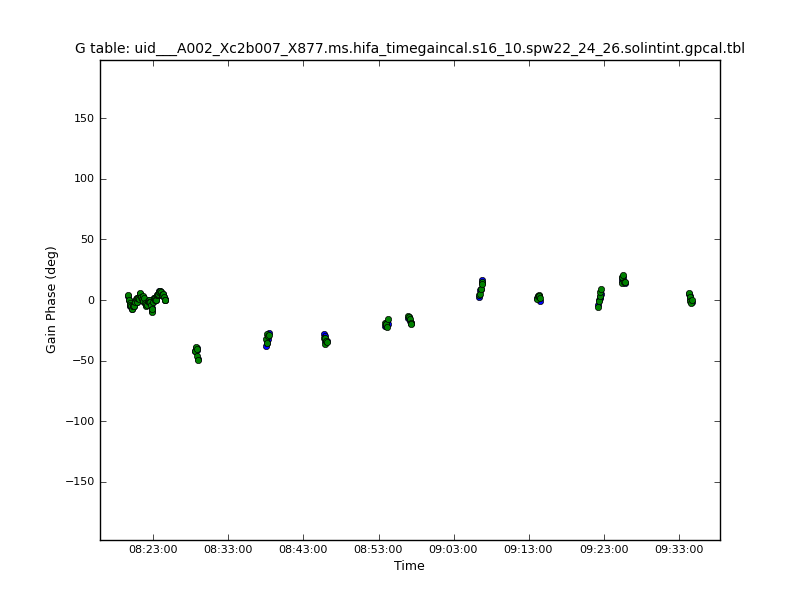 G table: uid___A002_Xc2b007_X877.ms.hifa_timegaincal.s16_10.spw22_24_26.solintint.gpcal.tbl
150
100
50
0
−50
−100
−150
Gain Phase (deg)
08:23:00 08:33:00 08:43:00 08:53:00 09:03:00 09:13:00 09:23:00 09:33:00
Time